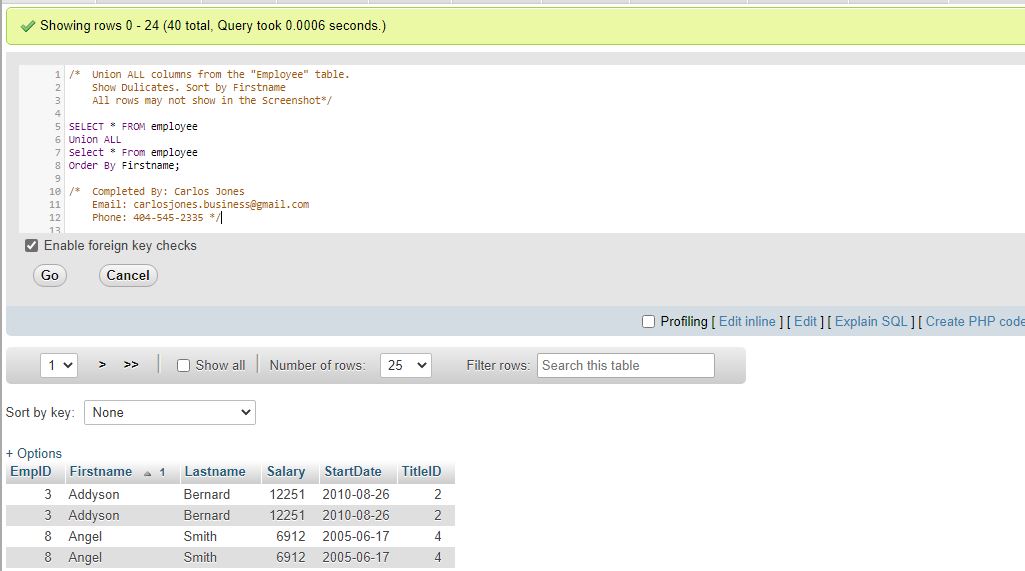 Showing rows 0 - 24 (40 total, Query took 0.0006 seconds.)
1 /* Union ALL columns from the "Employee" table.
2 Show Dulicates. Sort by Firstname
3 All rows may not show in the Screenshot*/
4
5 SELECT * FROM employee
6 Union ALL
7 Select * From employee
8 Order By Firstname;
9
10 /* Completed By: Carlos Jones
11 Email: carlosjones.business@gmail.com
12 Phone: 404-545-2335 */
13
Enable foreign key checks
Go Cancel
Profiling [ Edit inline ] [ Edit ] [ Explain SQL ] [ Create PHP code
1 > >> Show all Number of rows: 25 Filter rows: Search this table
Sort by key: None
+ Options
EmpID Firstname 1 Lastname Salary StartDate TitleID
3 Addyson Bernard 12251 2010-08-26 2
3 Addyson Bernard 12251 2010-08-26 2
8 Angel Smith 6912 2005-06-17 4
8 Angel Smith 6912 2005-06-17 4